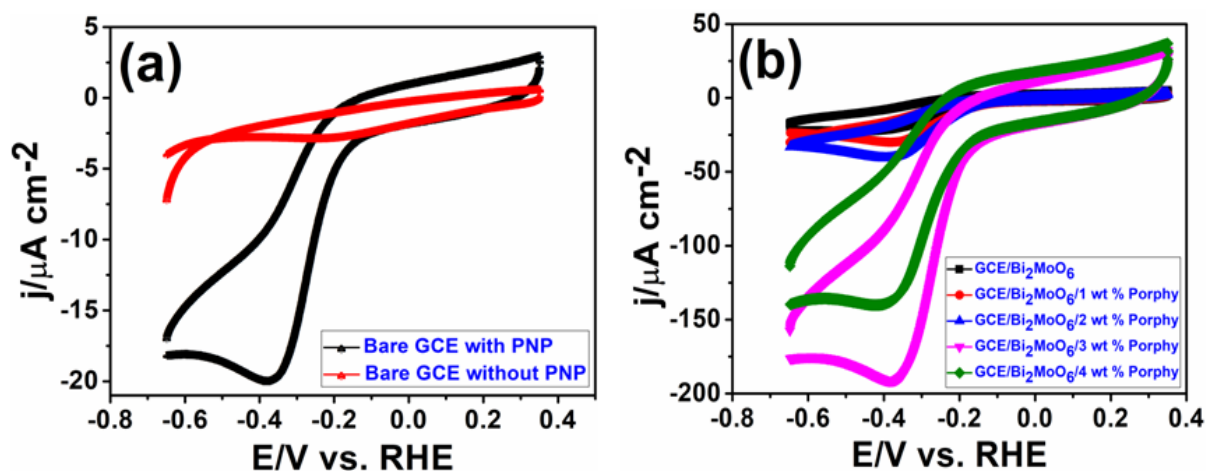 (a)
5
0
-5
-10
-15
-20
j/μA cm-2
Bare GCE with PNP
Bare GCE without PNP
-0.8 -0.6 -0.4 -0.2 0.0 0.2 0.4
E/V vs. RHE
(b)
50
0
-50
-100
-150
-200
j/μA cm-2
GCE/Bi₂MoO₆
GCE/Bi₂MoO₆/1 wt % Porphy
GCE/Bi₂MoO₆/2 wt % Porphy
GCE/Bi₂MoO₆/3 wt % Porphy
GCE/Bi₂MoO₆/4 wt % Porphy
-0.8 -0.6 -0.4 -0.2 0.0 0.2 0.4
E/V vs. RHE